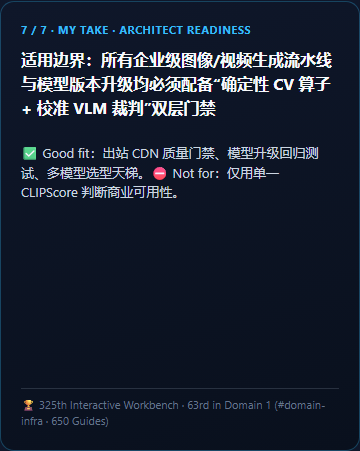 7 / 7 · MY TAKE · ARCHITECT READINESS
适用边界：所有企业级图像/视频生成流水线
与模型版本升级均必须配备“确定性 CV 算子
+ 校准 VLM 裁判”双层门禁
✅ Good fit：出站 CDN 质量门禁、模型升级回归测
试、多模型选型天梯。⛔ Not for：仅用单一
CLIPScore 判断商业可用性。
🏆 325th Interactive Workbench · 63rd in Domain 1 (#domain-
infra · 650 Guides)